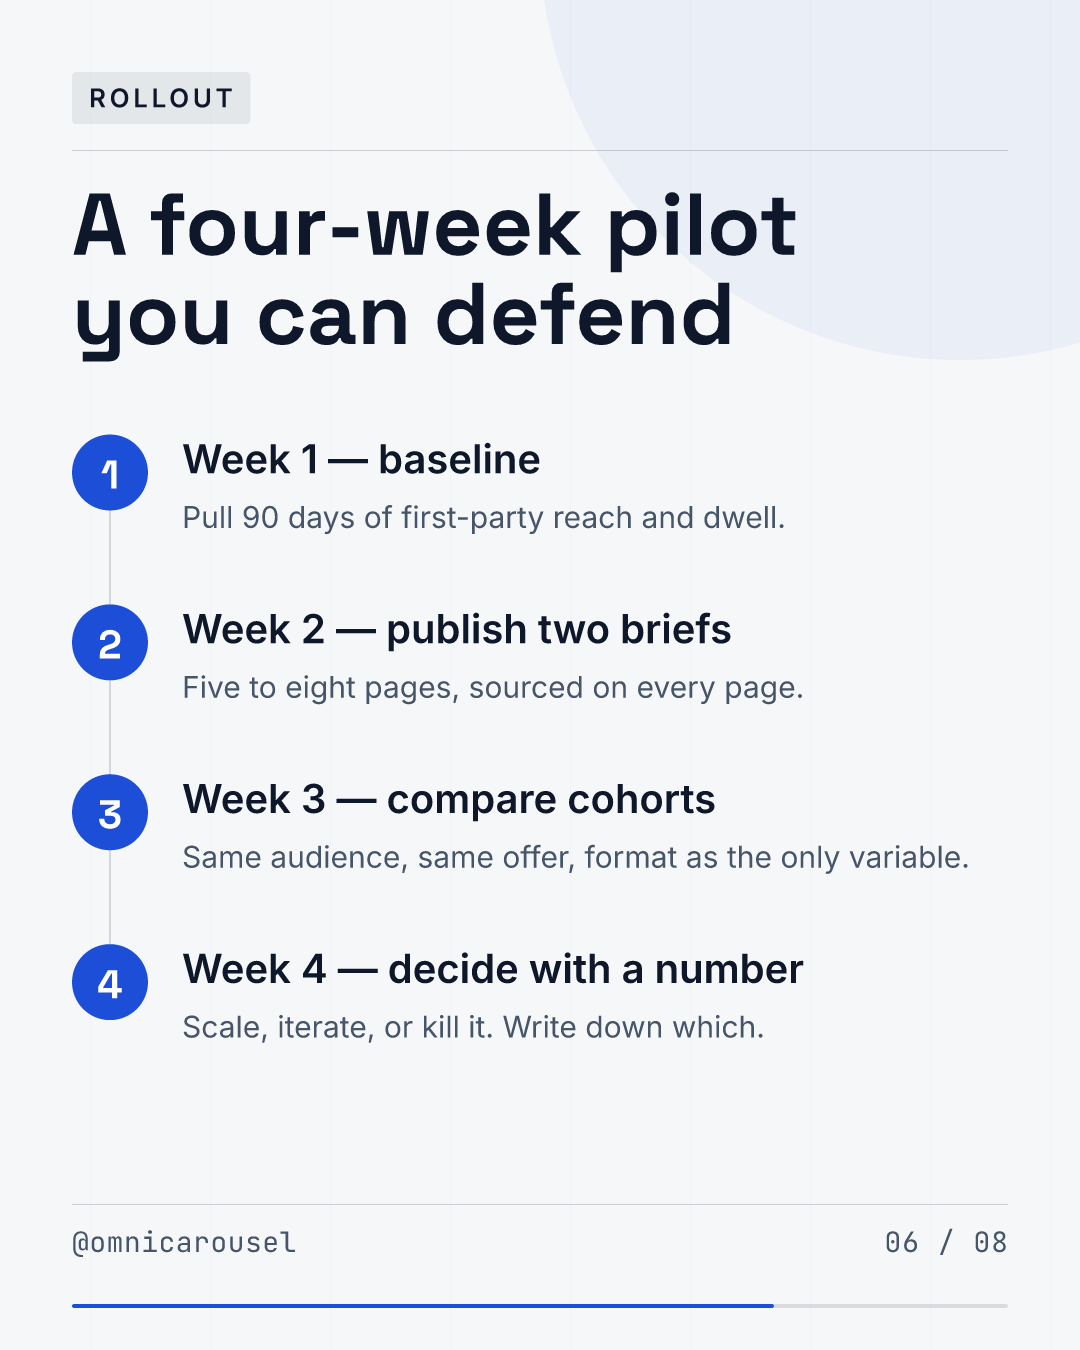 ROLLOUT
A four-week pilot
you can defend
1
Week 1 — baseline
Pull 90 days of first-party reach and dwell.
2
Week 2 — publish two briefs
Five to eight pages, sourced on every page.
3
Week 3 — compare cohorts
Same audience, same offer, format as the only variable.
4
Week 4 — decide with a number
Scale, iterate, or kill it. Write down which.
@omnicarousel
06 / 08